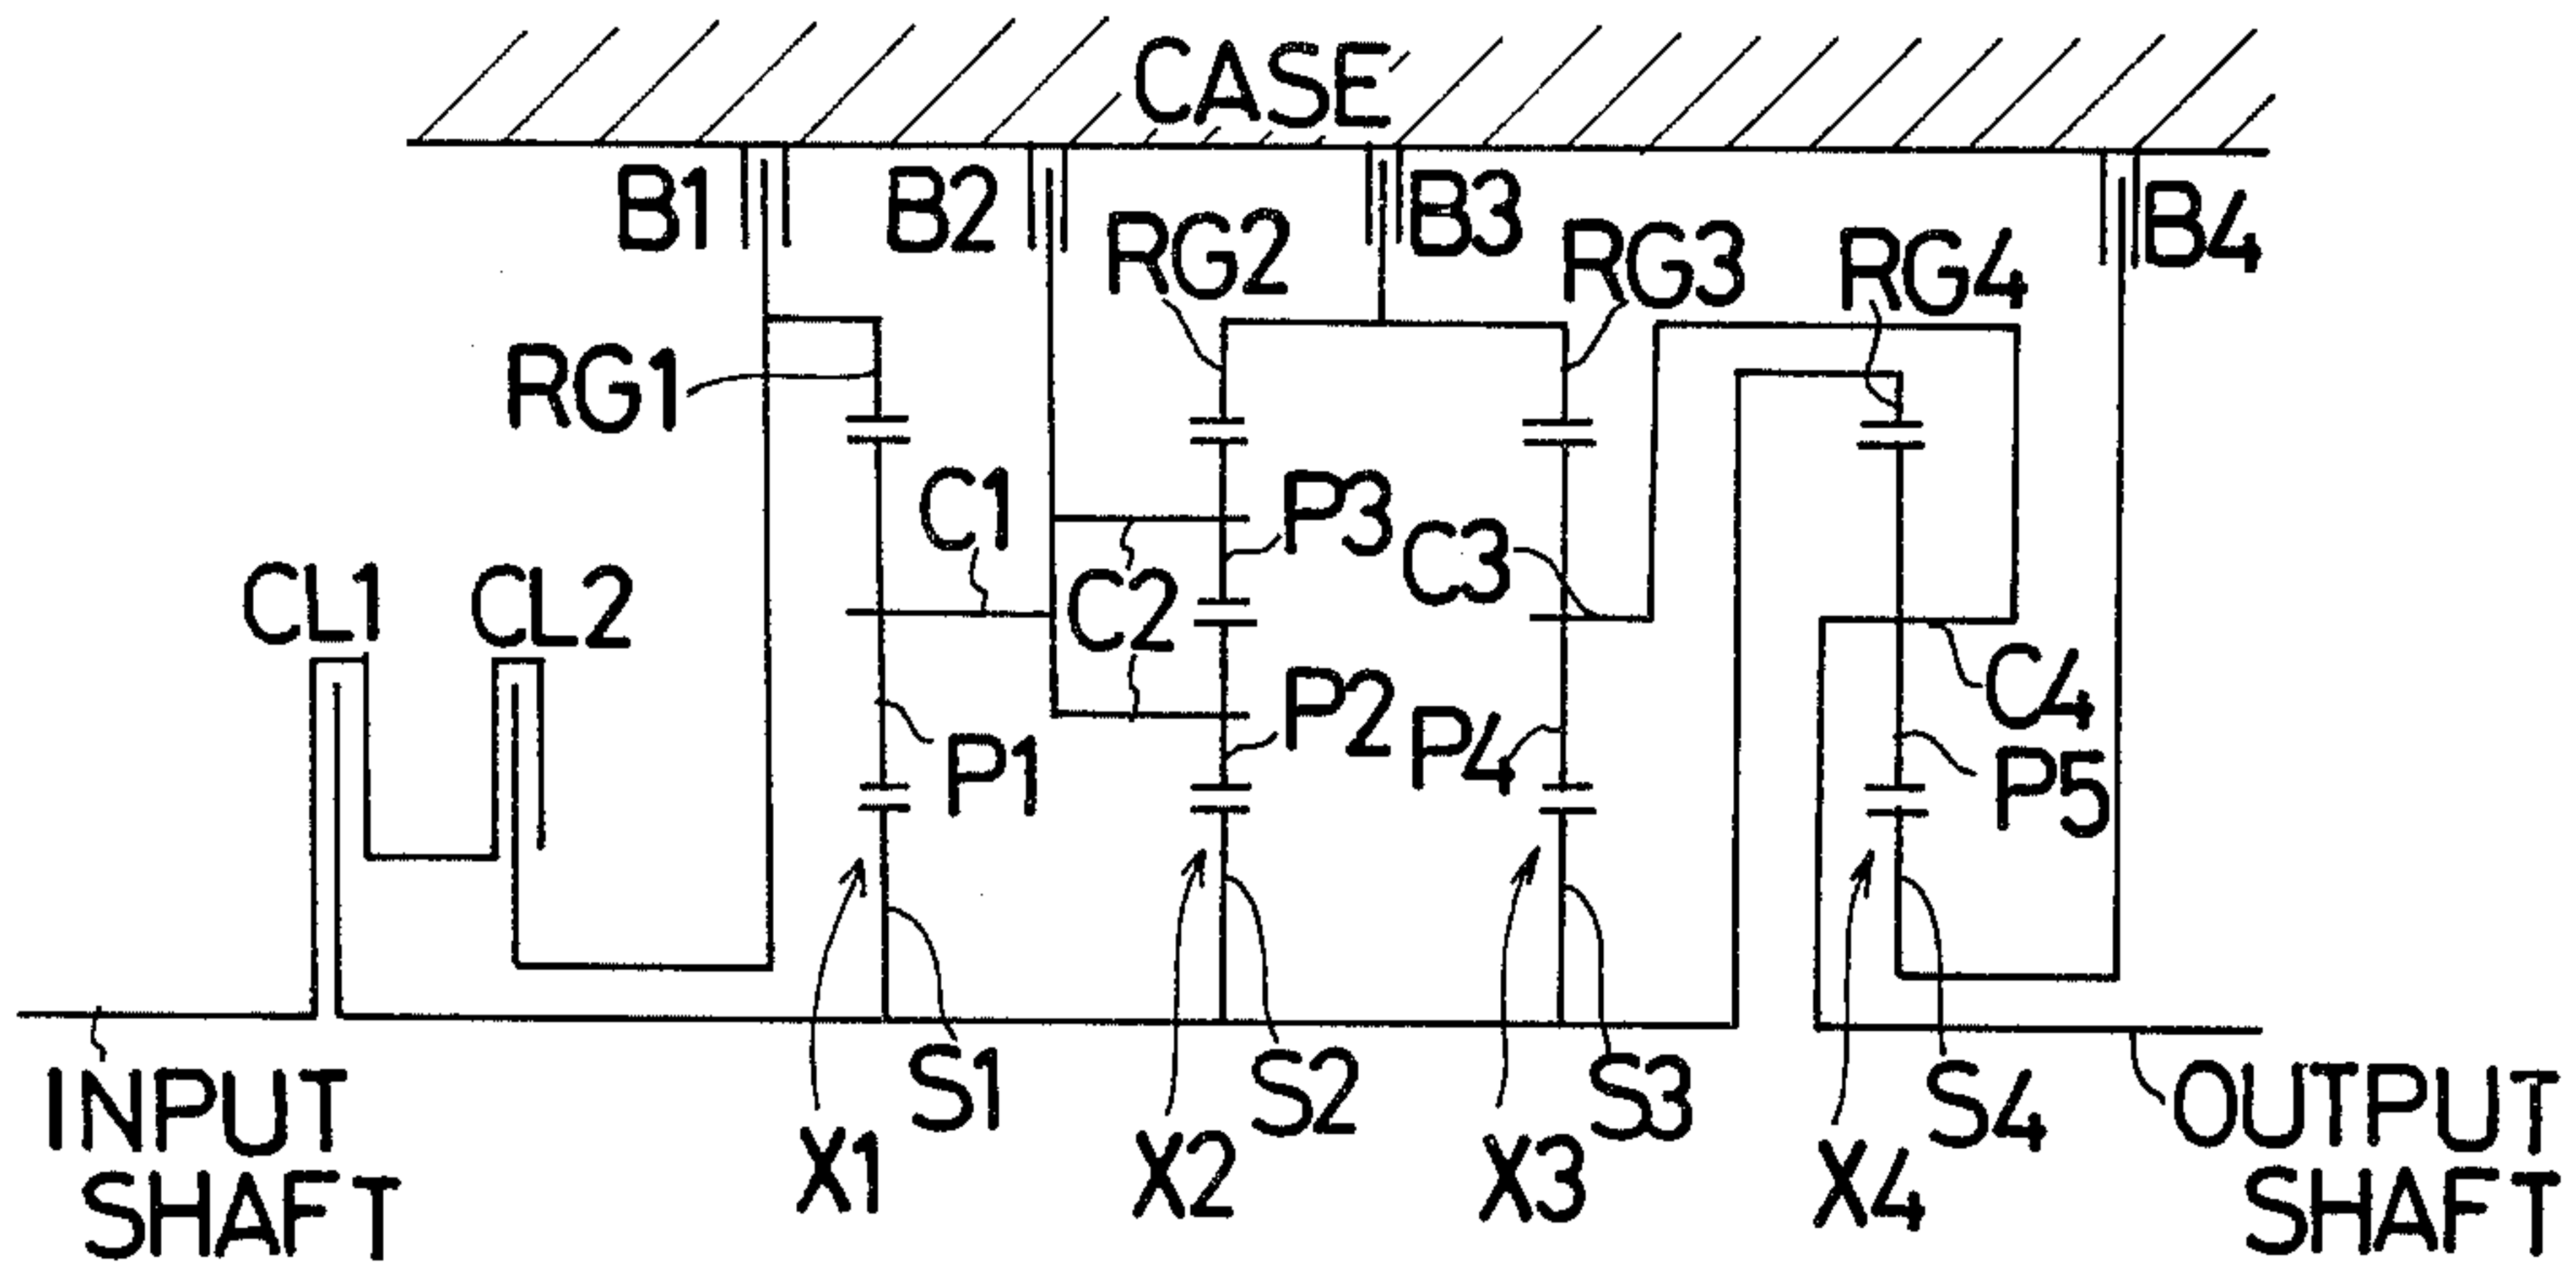 CASE
B1
B2
B3
B4
RG2
RG3
RG4
RG1
C1
P3
C3
CL1
CL2
C2
C4
P2
P4
P1
P5
S1
S2
S3
S4
INPUT
SHAFT
X1
X2
X3
X4
OUTPUT
SHAFT